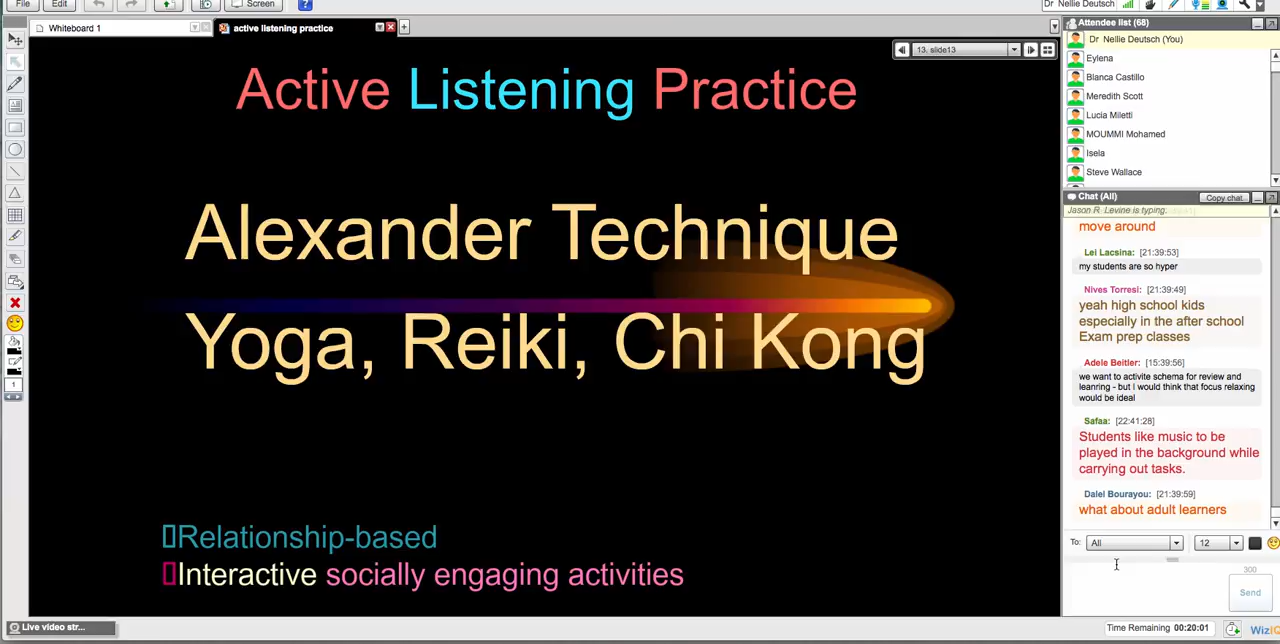 File
Edit
Screen
Dr Nellie Deutsch
Whiteboard 1
active listening practice
13. slide13
Active Listening Practice
Alexander Technique
Yoga, Reiki, Chi Kong
Relationship-based
Interactive socially engaging activities
Live video str...
Attendee list (68)
Dr Nellie Deutsch (You)
Eylena
Blanca Castillo
Meredith Scott
Lucia Miletti
MOUMMI Mohamed
Isela
Steve Wallace
Chat (All)
Copy chat
Jason R. Levine is typing.
move around
Lei Lacsina: [21:39:53]
my students are so hyper
Nives Torresi: [21:39:49]
yeah high school kids
especially in the after school
Exam prep classes
Adele Beitler: [15:39:56]
we want to activite schema for review and
leanring - but I would think that focus relaxing
would be ideal
Safaa: [22:41:28]
Students like music to be
played in the background while
carrying out tasks.
Dalel Bourayou: [21:39:59]
what about adult learners
To: All
12
300
Send
1
Time Remaining 00:20:01
WizIQ